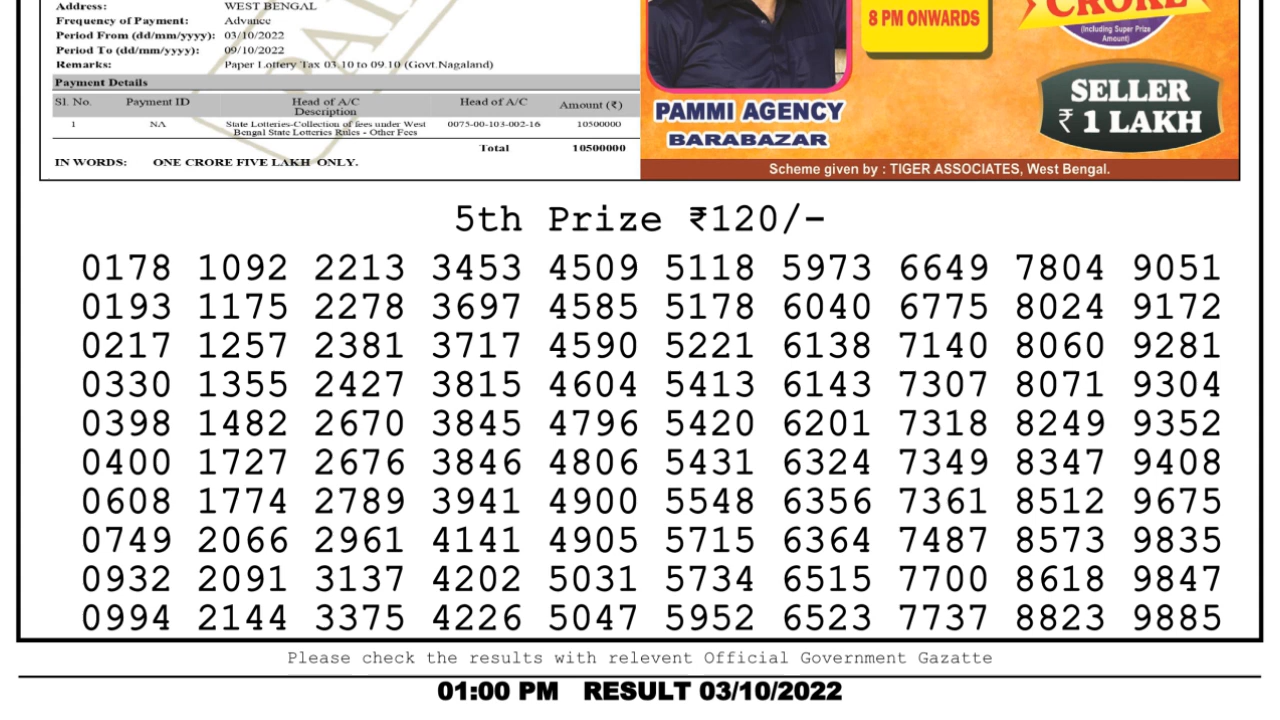 Address: WEST BENGAL
Frequency of Payment: Advance
Period From (dd/mm/yyyy): 03/10/2022
Period To (dd/mm/yyyy): 09/10/2022
Remarks: Paper Lottery Tax 03.10 to 09.10 (Govt.Nagaland)
Payment Details
Sl. No. Payment ID Head of A/C Description Head of A/C Amount (₹)
1 NA State Lotteries-Collection of fees under West 0075-00-103-002-16 10500000
Bengal State Lotteries Rules - Other Fees
Total 10500000
IN WORDS: ONE CRORE FIVE LAKH ONLY.
8 PM ONWARDS
CRORE
(Including Super Prize
Amount)
SELLER
₹ 1 LAKH
PAMMI AGENCY
BARABAZAR
Scheme given by : TIGER ASSOCIATES, West Bengal.
5th Prize ₹120/-
0178 1092 2213 3453 4509 5118 5973 6649 7804 9051
0193 1175 2278 3697 4585 5178 6040 6775 8024 9172
0217 1257 2381 3717 4590 5221 6138 7140 8060 9281
0330 1355 2427 3815 4604 5413 6143 7307 8071 9304
0398 1482 2670 3845 4796 5420 6201 7318 8249 9352
0400 1727 2676 3846 4806 5431 6324 7349 8347 9408
0608 1774 2789 3941 4900 5548 6356 7361 8512 9675
0749 2066 2961 4141 4905 5715 6364 7487 8573 9835
0932 2091 3137 4202 5031 5734 6515 7700 8618 9847
0994 2144 3375 4226 5047 5952 6523 7737 8823 9885
Please check the results with relevent Official Government Gazatte
01:00 PM RESULT 03/10/2022